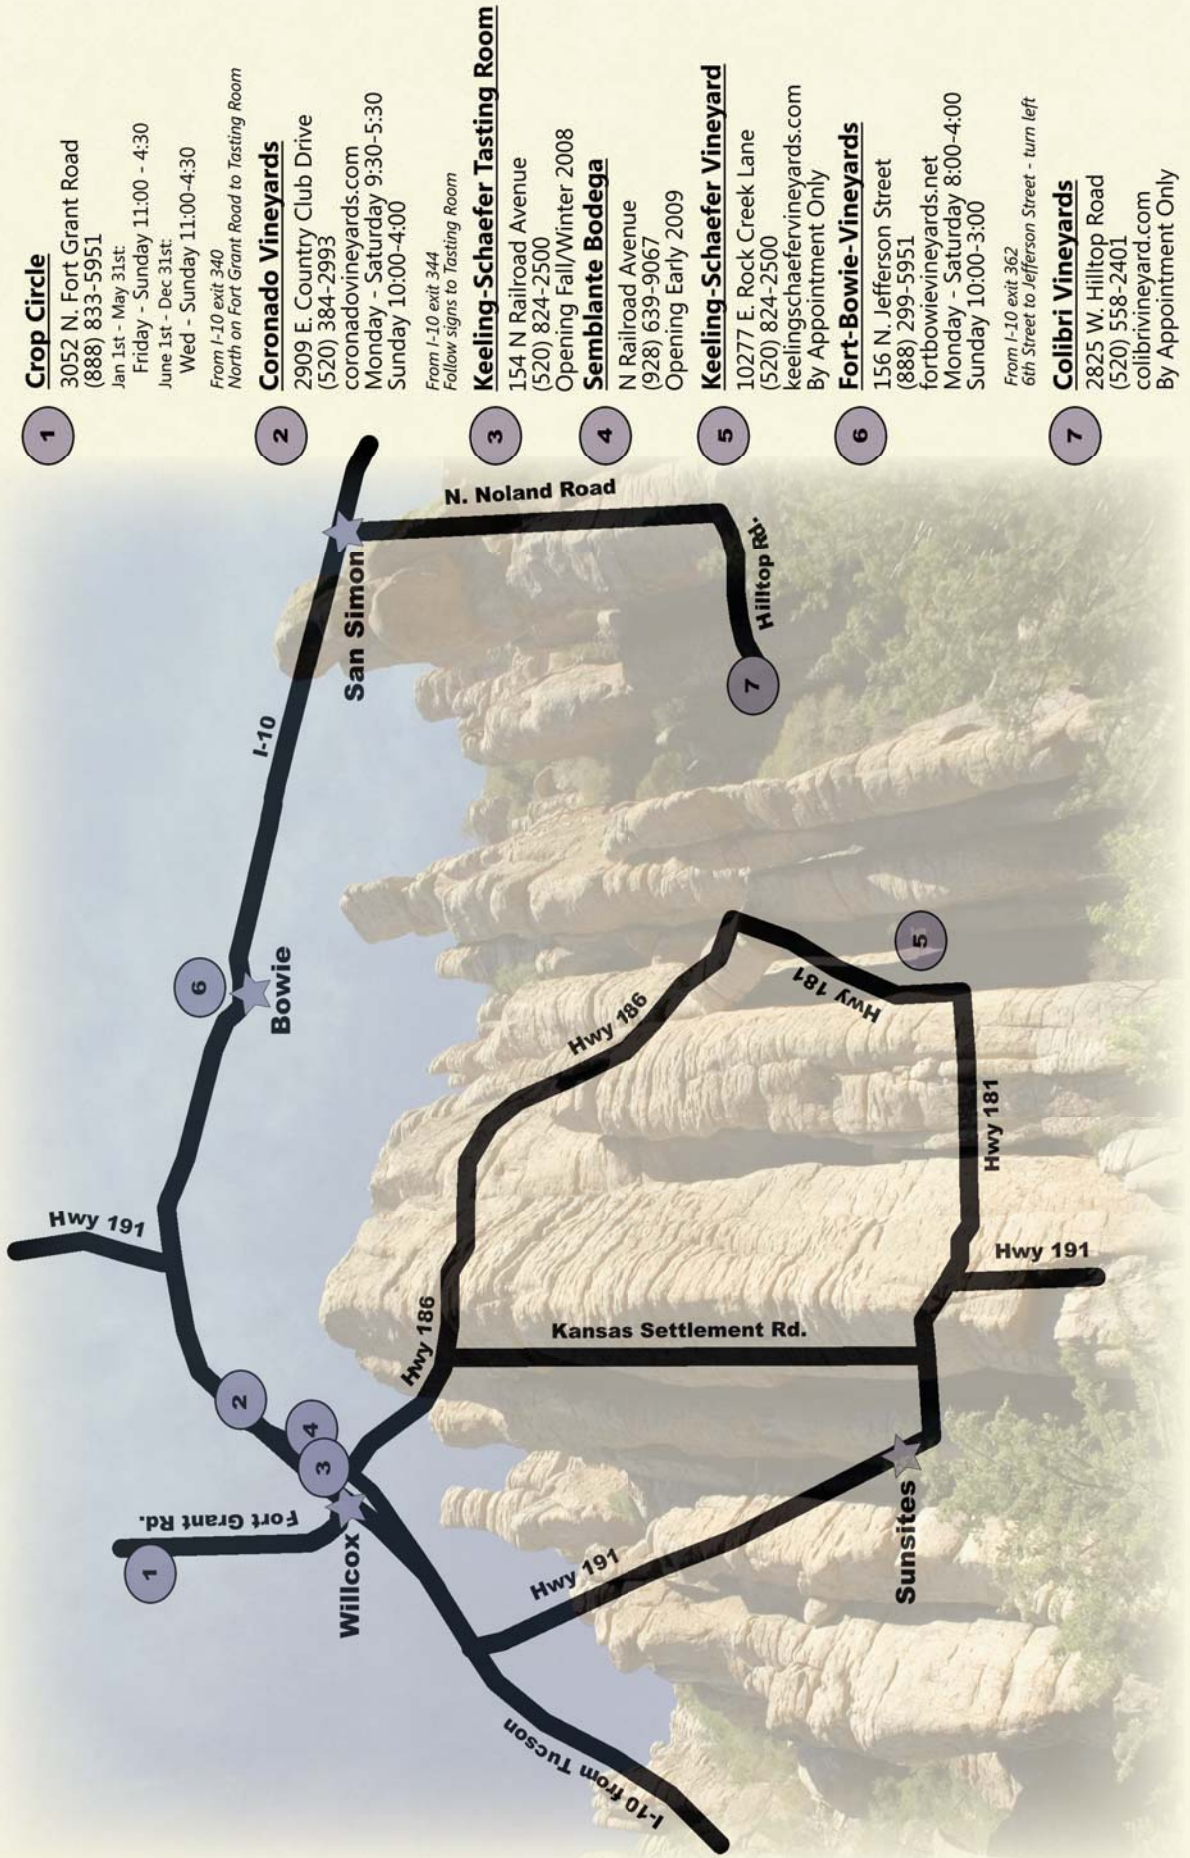 1
Crop Circle
3052 N. Fort Grant Road
(888) 833-5951
Jan 1st - May 31st:
Friday - Sunday 11:00 - 4:30
June 1st - Dec 31st:
Wed - Sunday 11:00-4:30
From I-10 exit 340
North on Fort Grant Road to Tasting Room
2
Coronado Vineyards
2909 E. Country Club Drive
(520) 384-2993
coronadovineyards.com
Monday - Saturday 9:30-5:30
Sunday 10:00-4:00
From I-10 exit 344
Follow signs to Tasting Room
3
Keeling-Schaefer Tasting Room
154 N Railroad Avenue
(520) 824-2500
Opening Fall/Winter 2008
4
Semblante Bodega
N Railroad Avenue
(928) 639-9067
Opening Early 2009
5
Keeling-Schaefer Vineyard
10277 E. Rock Creek Lane
(520) 824-2500
keelingschaefervineyards.com
By Appointment Only
6
Fort-Bowie-Vineyards
156 N. Jefferson Street
(888) 299-5951
fortbowievineyards.net
Monday - Saturday 8:00-4:00
Sunday 10:00-3:00
From I-10 exit 362
6th Street to Jefferson Street - turn left
7
Colibri Vineyards
2825 W. Hilltop Road
(520) 558-2401
colibrivineyard.com
By Appointment Only
Hwy 191
1
Fort Grant Rd.
2
4
3
Willcox
6
Bowie
I-10
San Simon
N. Noland Road
Hilltop Rd.
7
Hwy 186
Hwy 186
Kansas Settlement Rd.
Hwy 191
I-10 from Tucson
Hwy 181
5
Sunsites
Hwy 181
Hwy 191